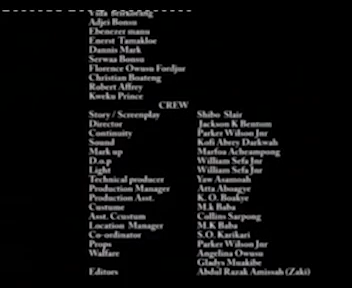 Adjei Bonsu
Ebenezer manu
Enerst Tamakloe
Dannis Mark
Serwaa Bonsu
Florence Owusu Fordjor
Christian Boateng
Robert Affrey
Kweku Prince
CREW
Story / Screenplay Shibo Slair
Director Jackson K Bentom
Continuity Parker Wilson Jnr
Sound Kofi Abrey Darkwah
Mark up Marfoa Acheampong
D.o.p William Sefa Jnr
Light William Sefa Jnr
Technical producer Yaw Asamoah
Production Manager Atta Aboagye
Production Asst. K. O. Boakye
Custume M.k Baba
Asst. Ccustum Collins Sarpong
Location Manager M.K Baba
Co-ordinator S.O. Karikari
Props Parker Wilson Jnr
Walfare Angelina Owusu
Gladys Muakibe
Editors Abdul Razak Amissah (Zaki)